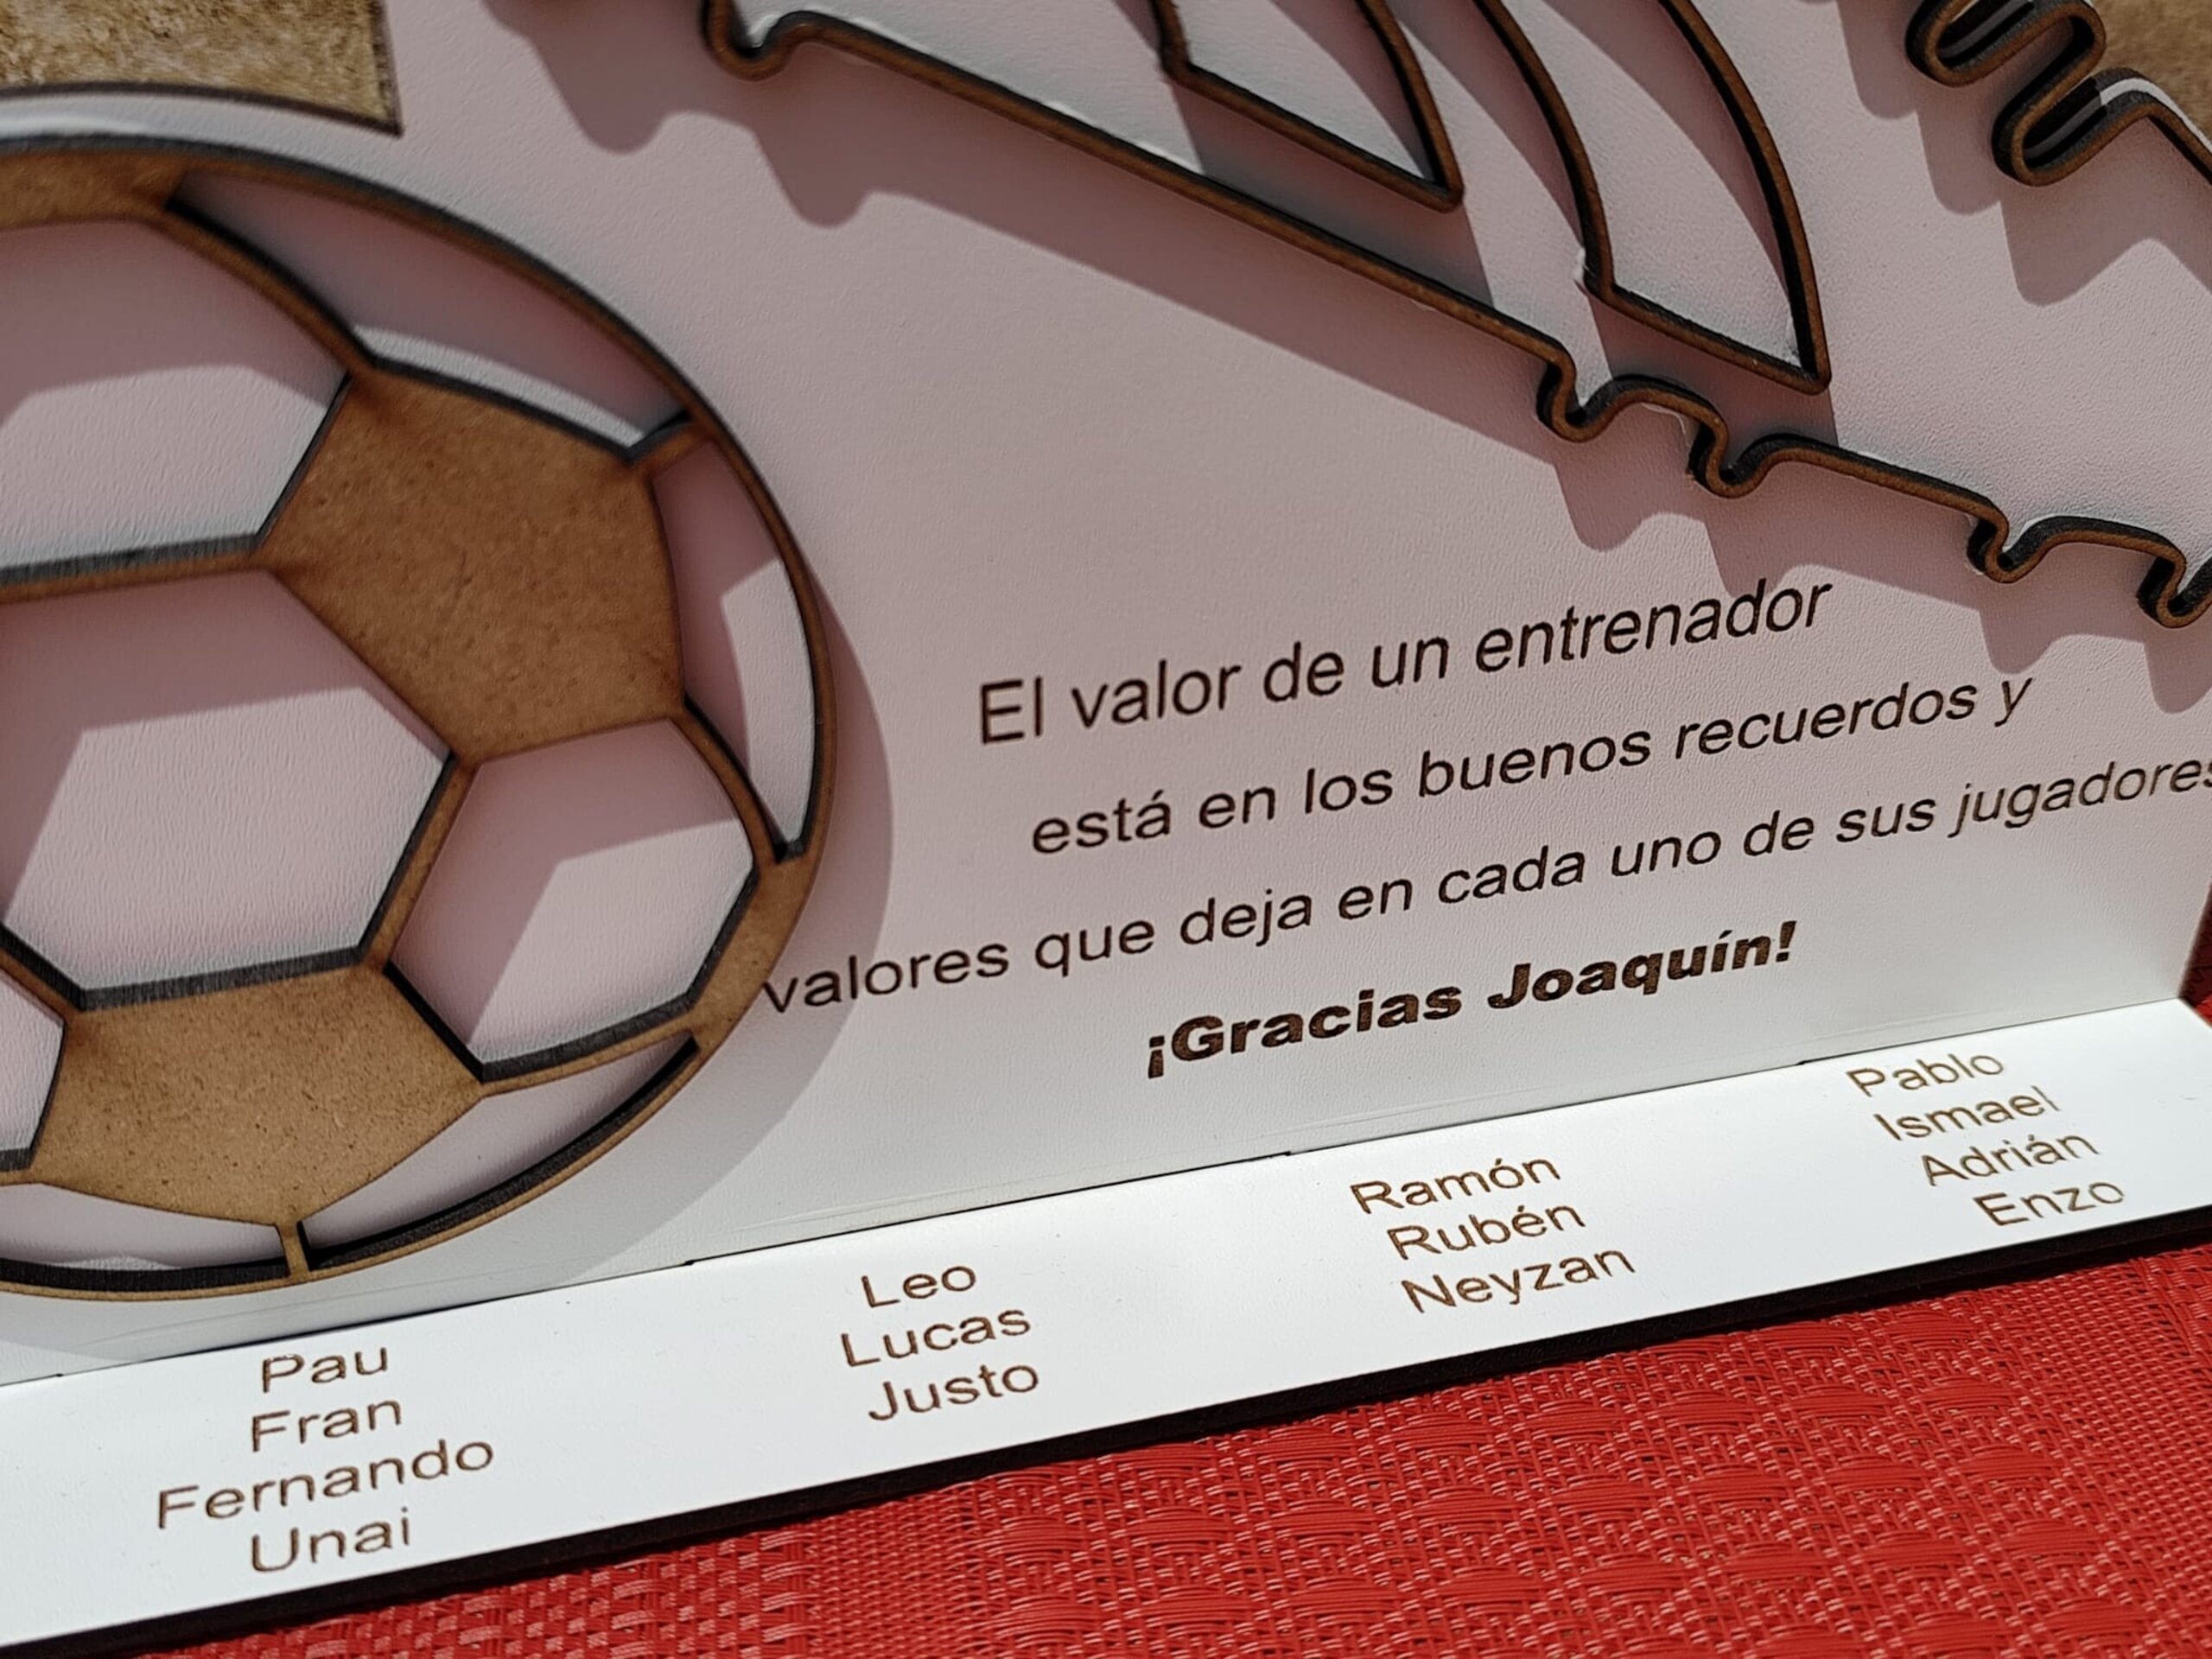 El valor de un entrenador
está en los buenos recuerdos y
valores que deja en cada uno de sus jugadores
¡Gracias Joaquín!
Pau
Fran
Fernando
Unai
Leo
Lucas
Justo
Ramón
Rubén
Neyzan
Pablo
Ismael
Adrián
Enzo